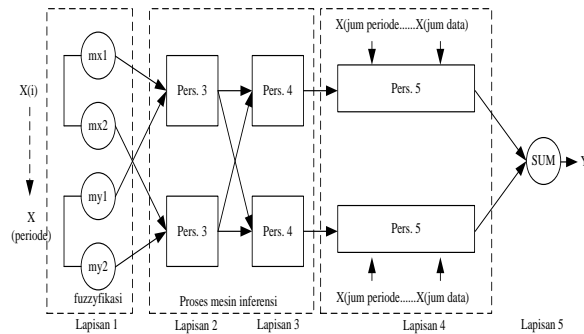 X(jum periode......X(jum data)
mx1
X(i)
Pers. 3
Pers. 4
Pers. 5
mx2
SUM
Y
my1
X
(periode)
Pers. 3
Pers. 4
Pers. 5
my2
X(jum periode......X(jum data)
fuzzyfikasi
Proses mesin inferensi
Lapisan 1
Lapisan 2
Lapisan 3
Lapisan 4
Lapisan 5